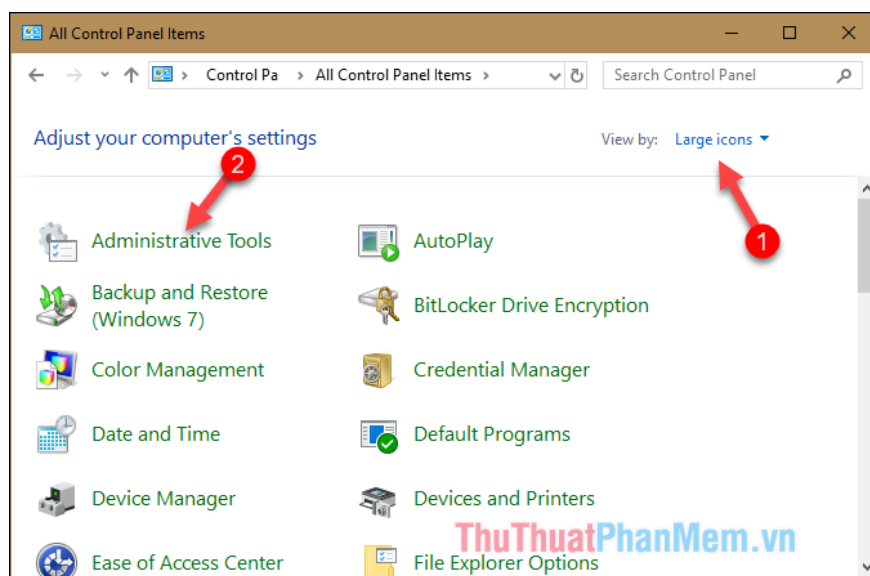 All Control Panel Items
Control Pa > All Control Panel Items >
Search Control Panel
Adjust your computer's settings
View by: Large icons
2
1
Administrative Tools
AutoPlay
Backup and Restore
(Windows 7)
BitLocker Drive Encryption
Color Management
Credential Manager
Date and Time
Default Programs
Device Manager
Devices and Printers
ThuThuatPhanMem.vn
Ease of Access Center
File Explorer Options